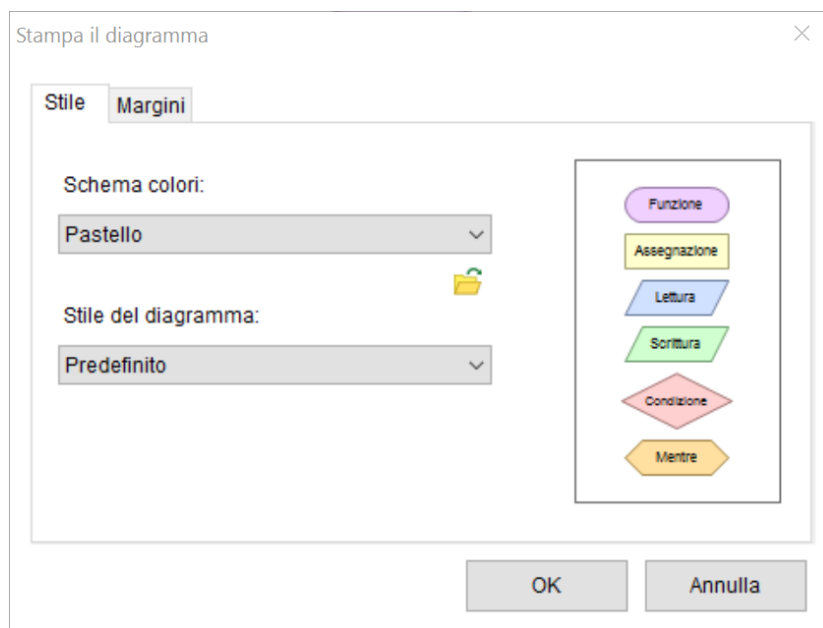 Stampa il diagramma
Stile
Margini
Schema colori:
Pastello
Stile del diagramma:
Predefinito
Funzione
Assegnazione
Lettura
Scrittura
Condizione
Mentre
OK
Annulla